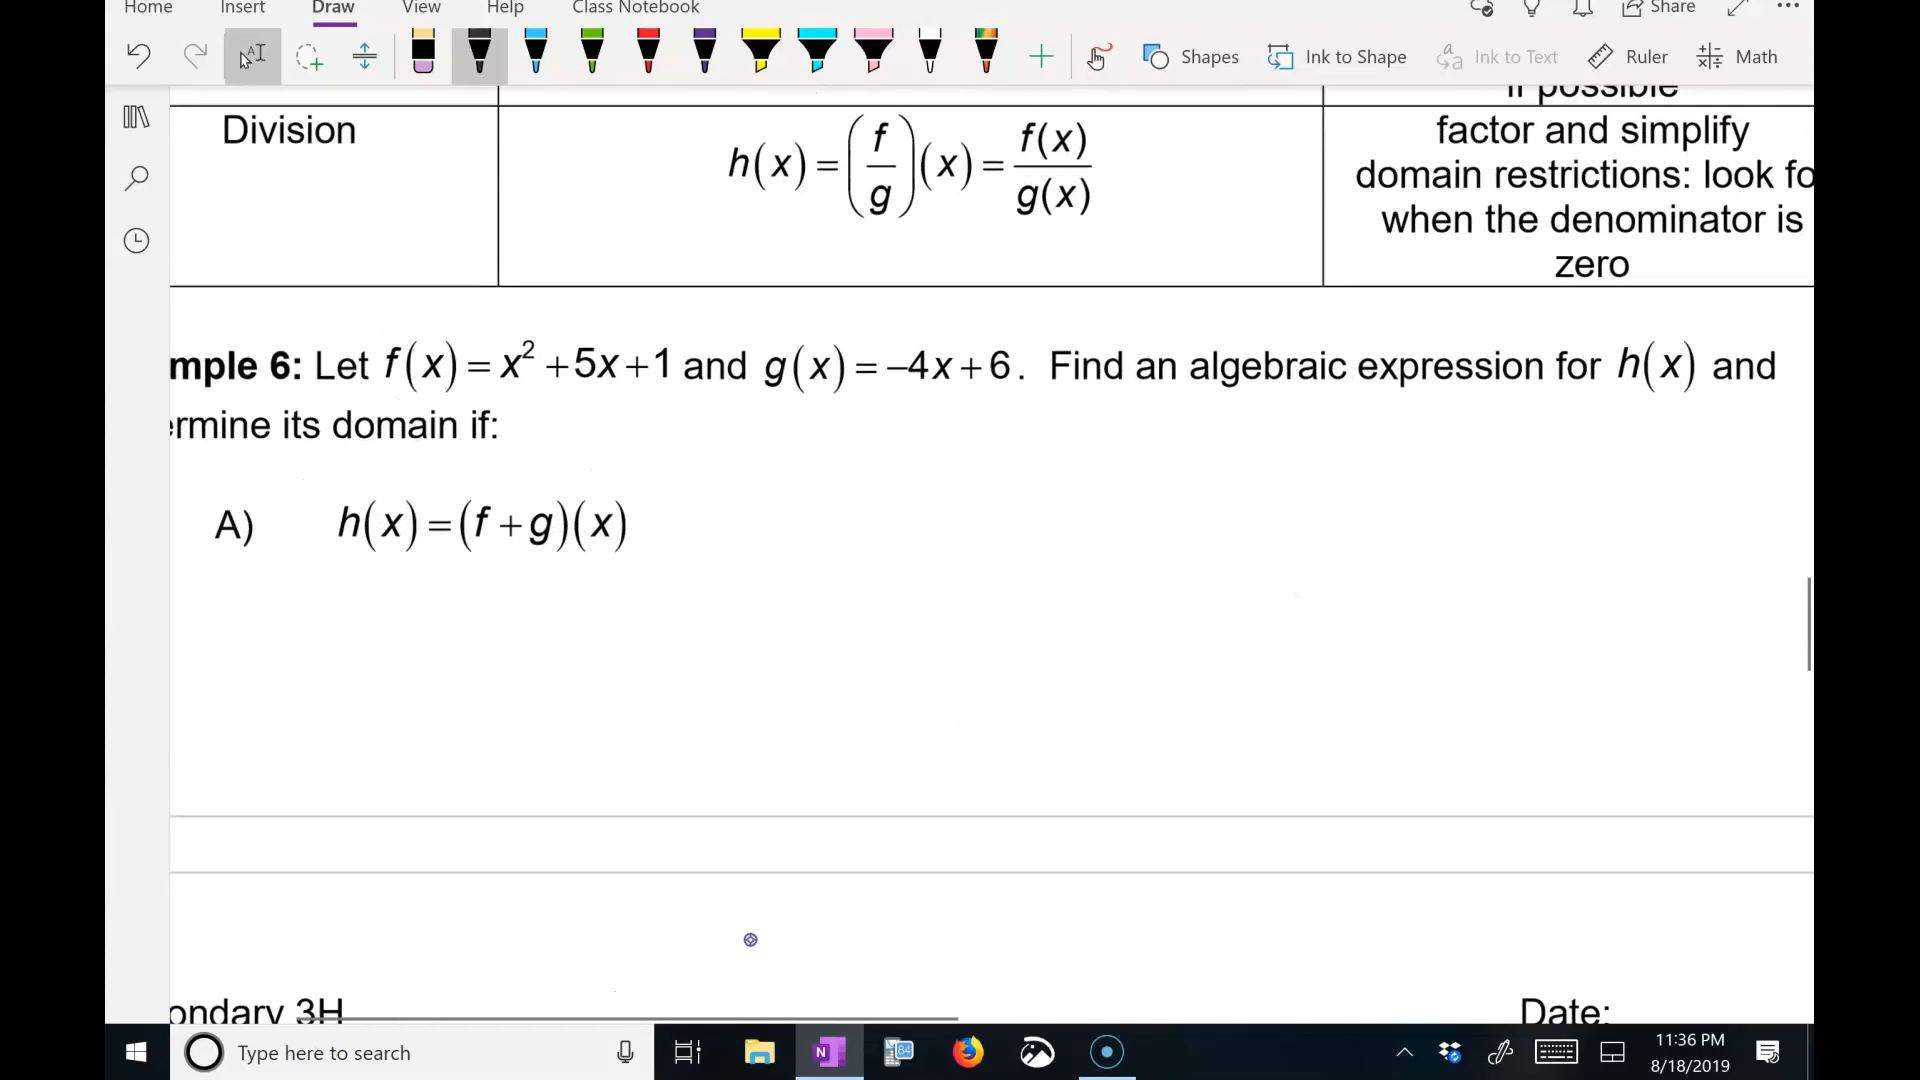 Home Insert Draw View Help Class Notebook Share
Shapes Ink to Shape Ink to Text Ruler Math
if possible
Division
h(x) = (f/g)(x) = f(x)/g(x)
factor and simplify
domain restrictions: look fo
when the denominator is
zero
mple 6: Let f(x) = x² + 5x + 1 and g(x) = −4x + 6. Find an algebraic expression for h(x) and
ermine its domain if:
A) h(x) = (f + g)(x)
ondary 3H Date:
Type here to search
11:36 PM
8/18/2019